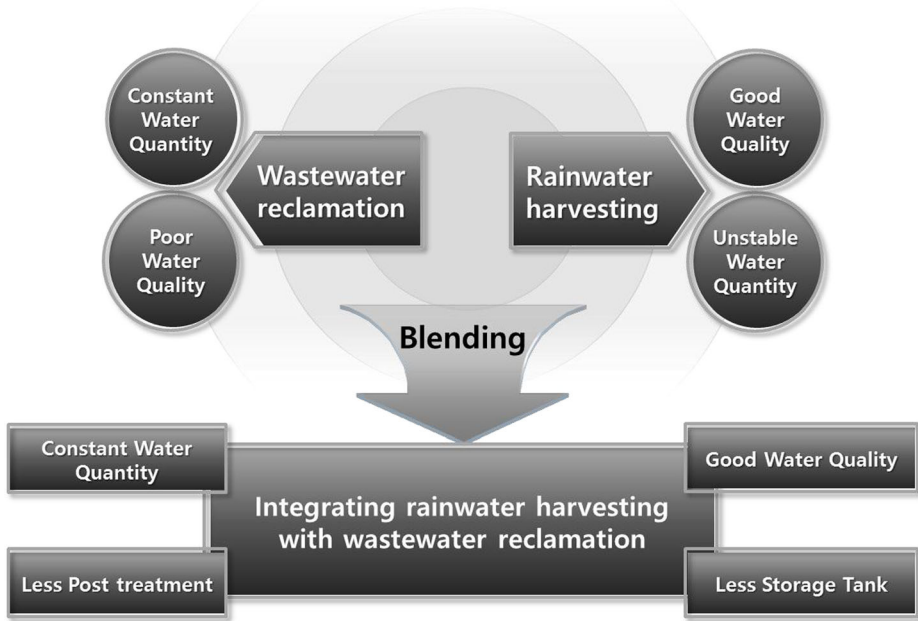 Constant
Water
Quantity
Poor
Water
Quality
Wastewater
reclamation
Rainwater
harvesting
Good
Water
Quality
Unstable
Water
Quantity
Blending
Constant Water
Quantity
Good Water Quality
Integrating rainwater harvesting
with wastewater reclamation
Less Post treatment
Less Storage Tank